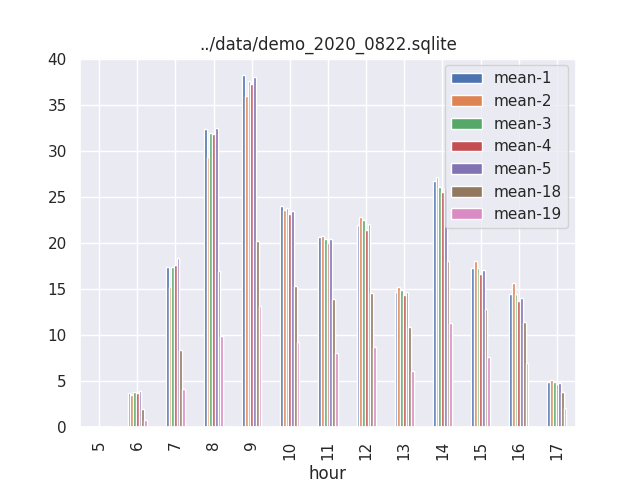 ../data/demo_2020_0822.sqlite
40
35
30
25
20
15
10
5
0
mean-1
mean-2
mean-3
mean-4
mean-5
mean-18
mean-19
5 6 7 8 9 10 11 12 13 14 15 16 17
hour